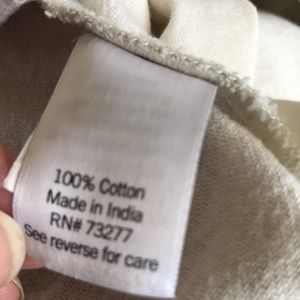 100% Cotton
Made in India
RN# 73277
See reverse for care